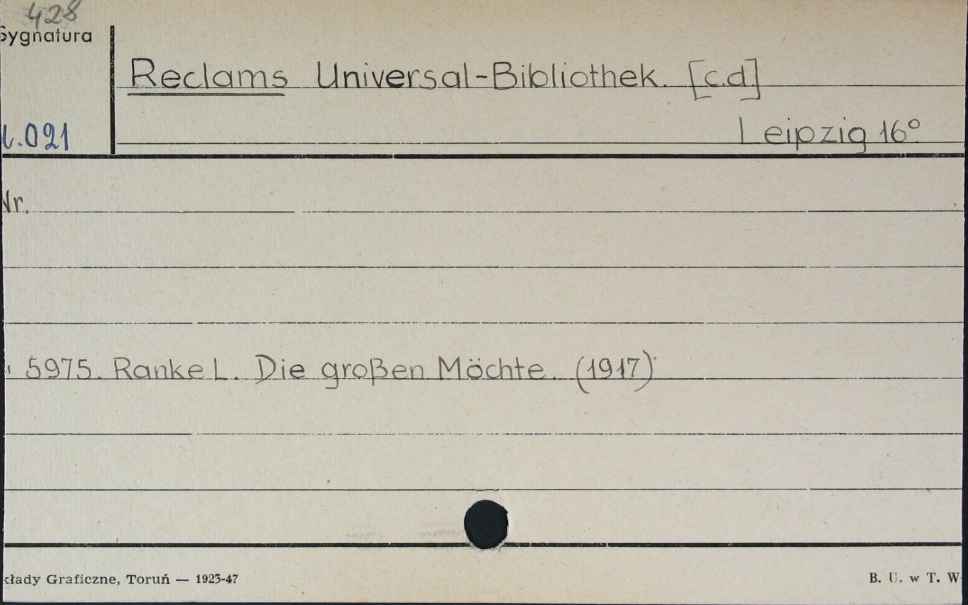 428
Sygnatura
Reclams Universal-Bibliothek. [c.d]
.021
Leipzig 16°
Nr.
5975. Ranke L. Die großen Möchte. (1917)
kłady Graficzne, Toruń — 1925-47
B. U. w T. W